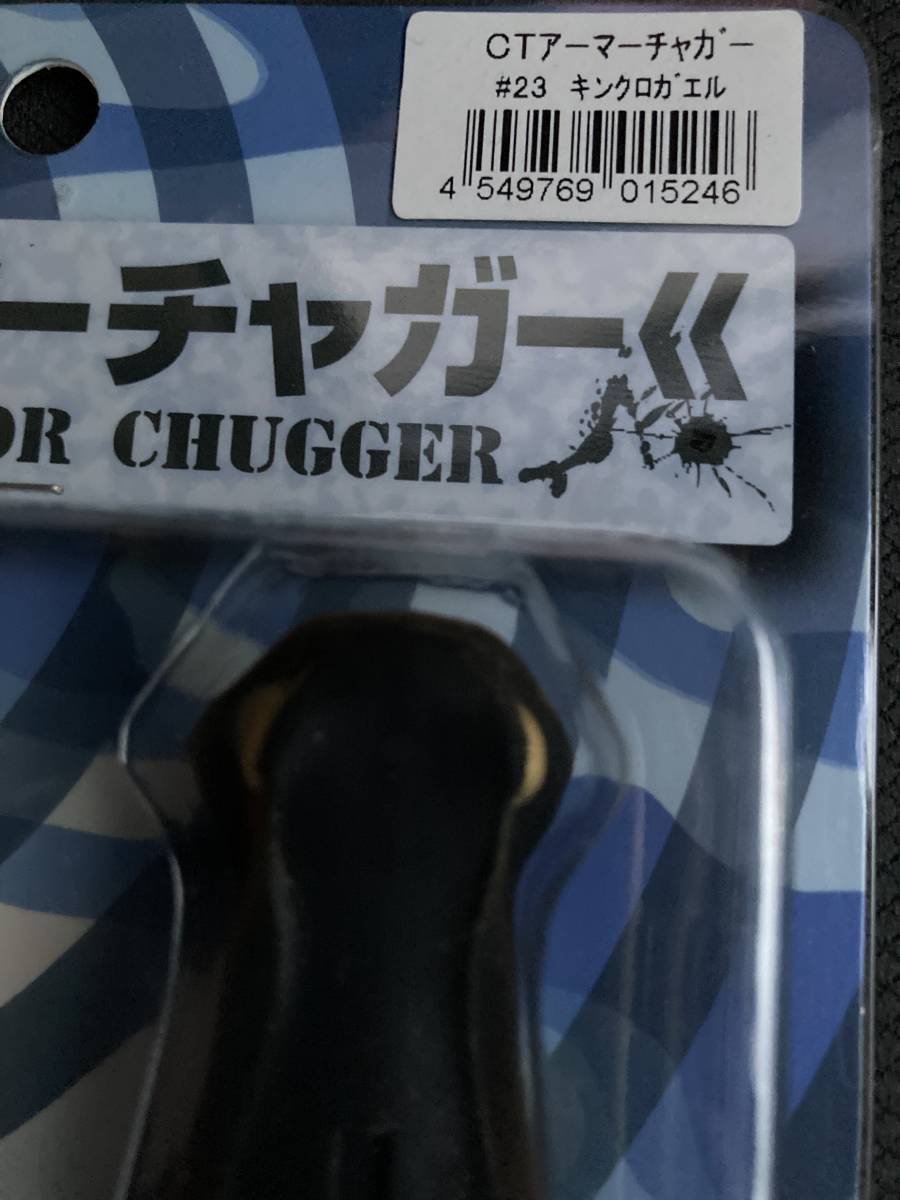 CTアーマーチャガー
#23 キンクロガエル
4 549769 015246
ーチャガー
OR CHUGGER